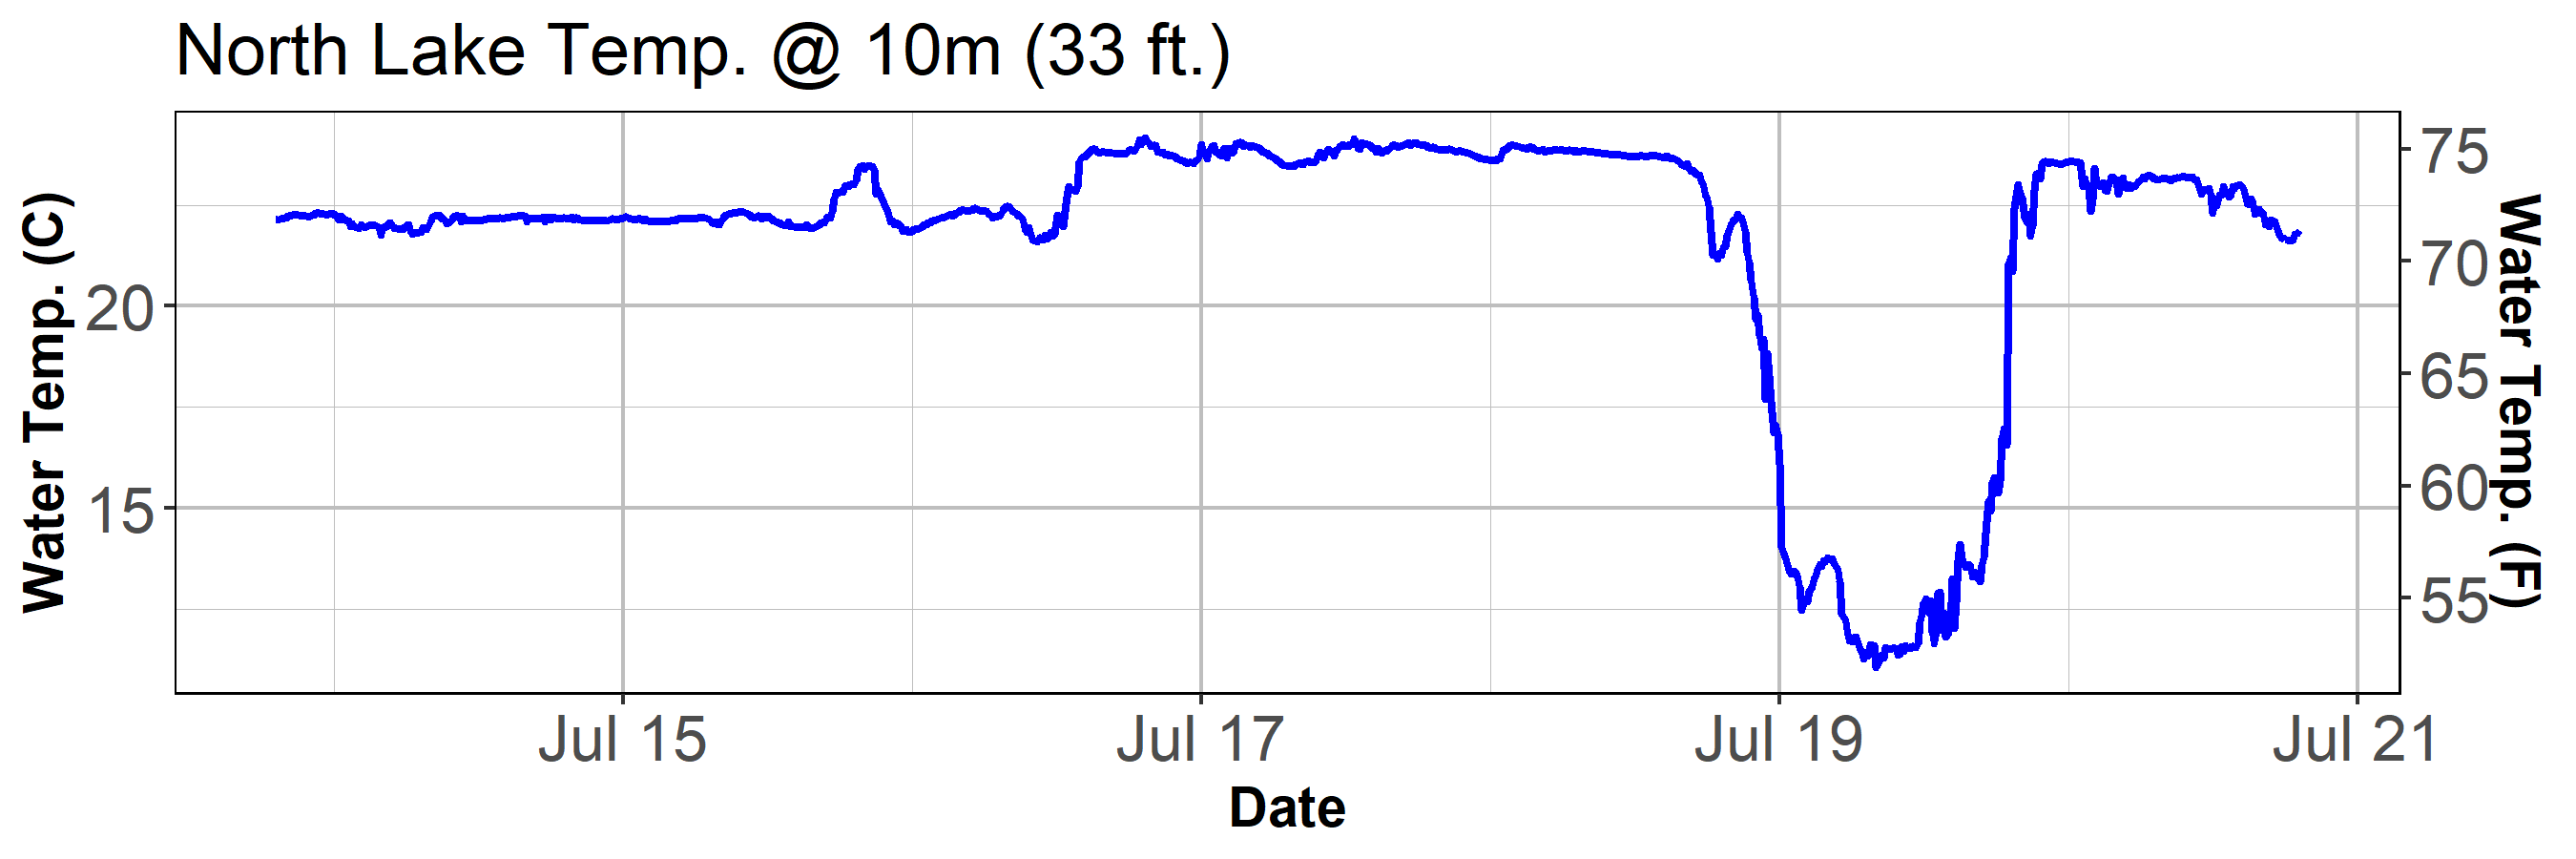 North Lake Temp. @ 10m (33 ft.)
Water Temp. (C)
20
15
75
70
65
60
55
Water Temp. (F)
Jul 15
Jul 17
Jul 19
Jul 21
Date